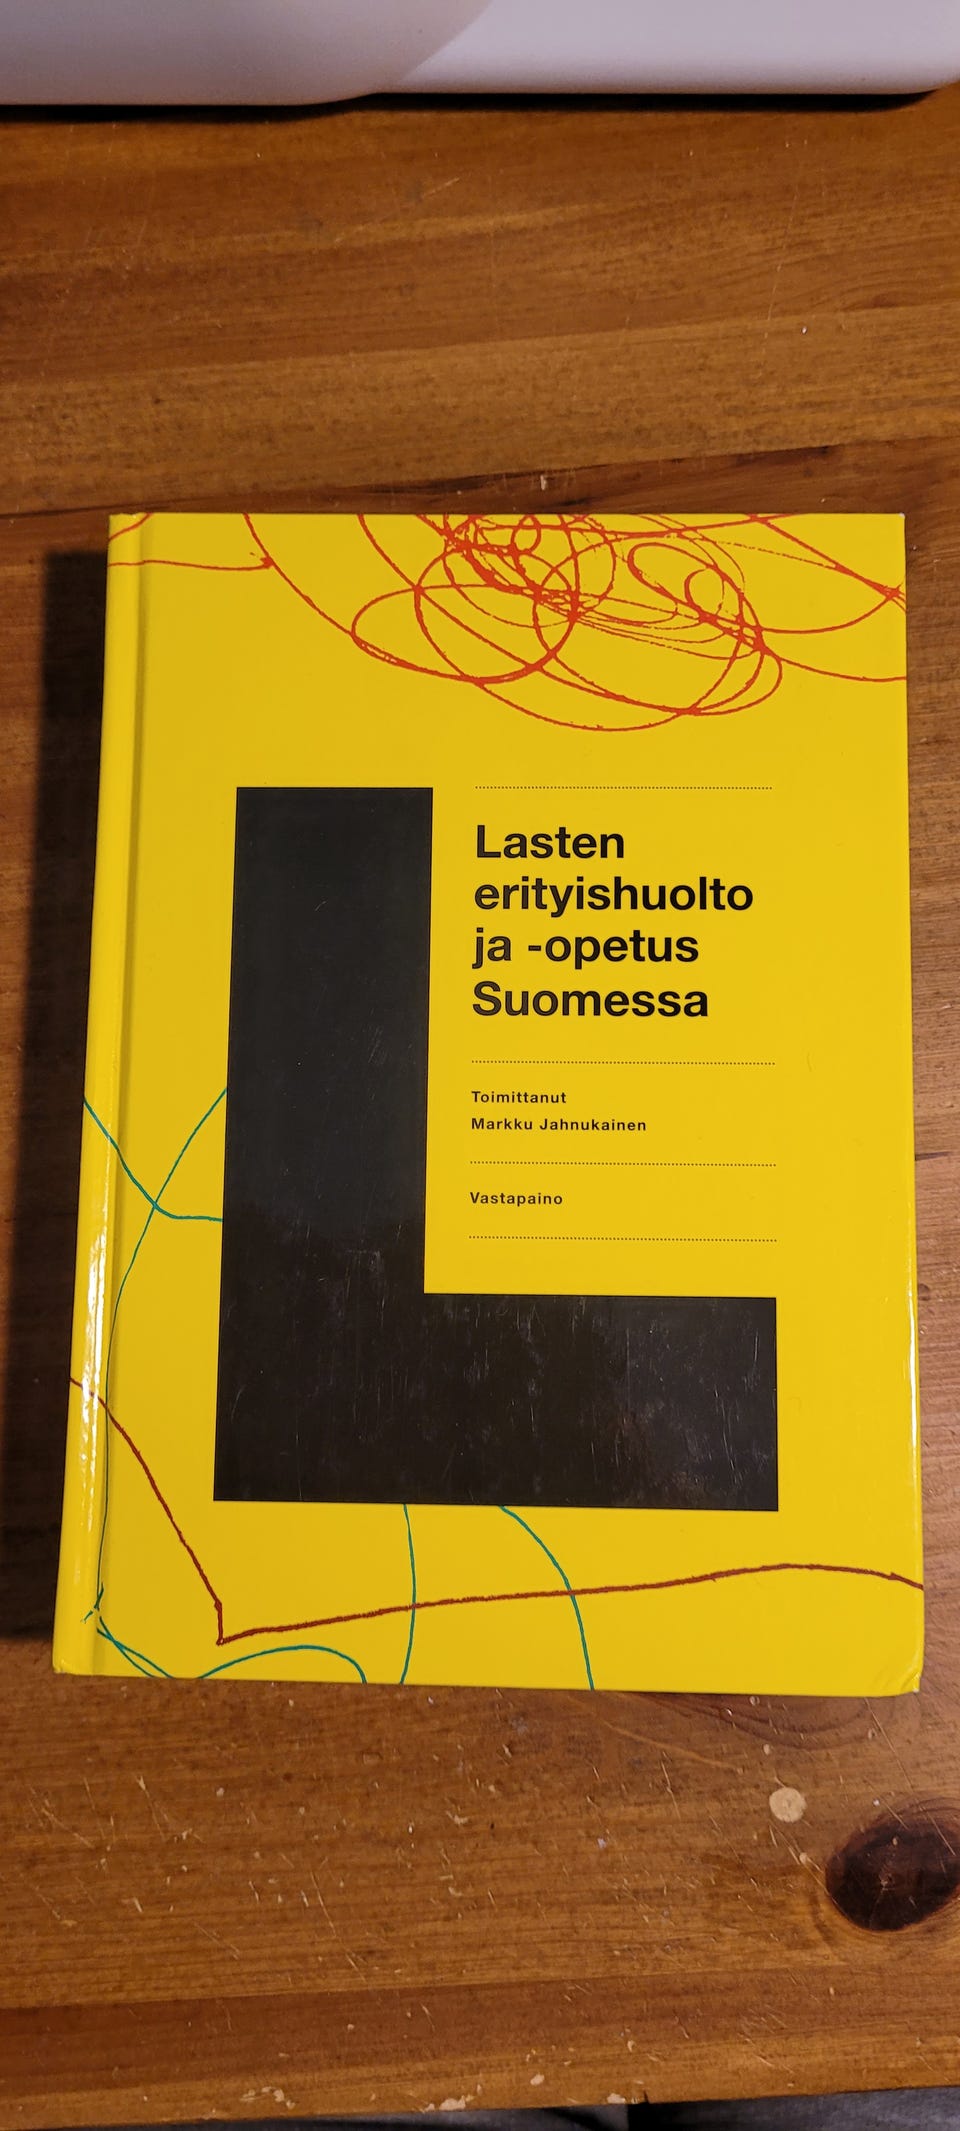 L
Lasten
erityishuolto
ja -opetus
Suomessa
Toimittanut
Markku Jahnukainen
Vastapaino